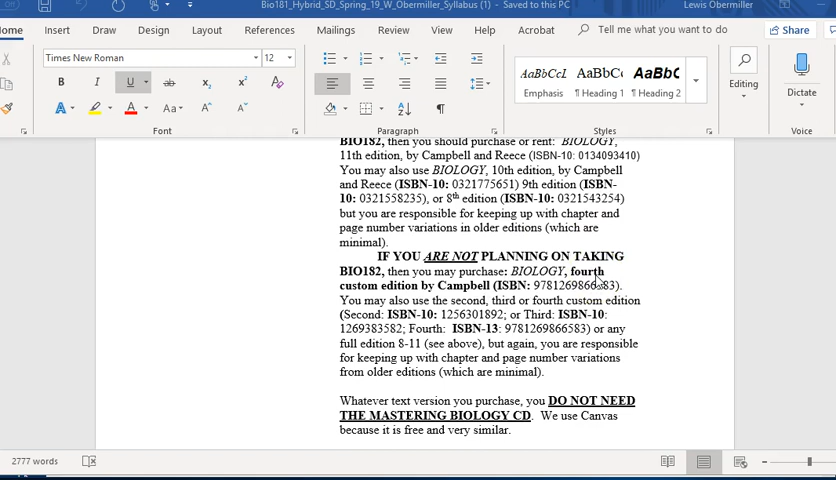 Bio181_Hybrid_SD_Spring_19_W_Obermiller_Syllabus (1) - Saved to this PC
Lewis Obermiller
Home Insert Draw Design Layout References Mailings Review View Help Acrobat Tell me what you want to do Share
Times New Roman 12
B I U ab x₂ x²
A A Aa A A
AaBbCcL AaBbCc AaBbC
Emphasis ¶ Heading 1 ¶ Heading 2
Editing
Dictate
Font Paragraph Styles Voice
BIO182, then you should purchase or rent: BIOLOGY,
11th edition, by Campbell and Reece (ISBN-10: 0134093410)
You may also use BIOLOGY, 10th edition, by Campbell
and Reece (ISBN-10: 0321775651) 9th edition (ISBN-
10: 0321558235), or 8th edition (ISBN-10: 0321543254)
but you are responsible for keeping up with chapter and
page number variations in older editions (which are
minimal).
IF YOU ARE NOT PLANNING ON TAKING
BIO182, then you may purchase: BIOLOGY, fourth
custom edition by Campbell (ISBN: 9781269866583).
You may also use the second, third or fourth custom edition
(Second: ISBN-10: 1256301892; or Third: ISBN-10:
1269383582; Fourth: ISBN-13: 9781269866583) or any
full edition 8-11 (see above), but again, you are responsible
for keeping up with chapter and page number variations
from older editions (which are minimal).
Whatever text version you purchase, you DO NOT NEED
THE MASTERING BIOLOGY CD. We use Canvas
because it is free and very similar.
2777 words